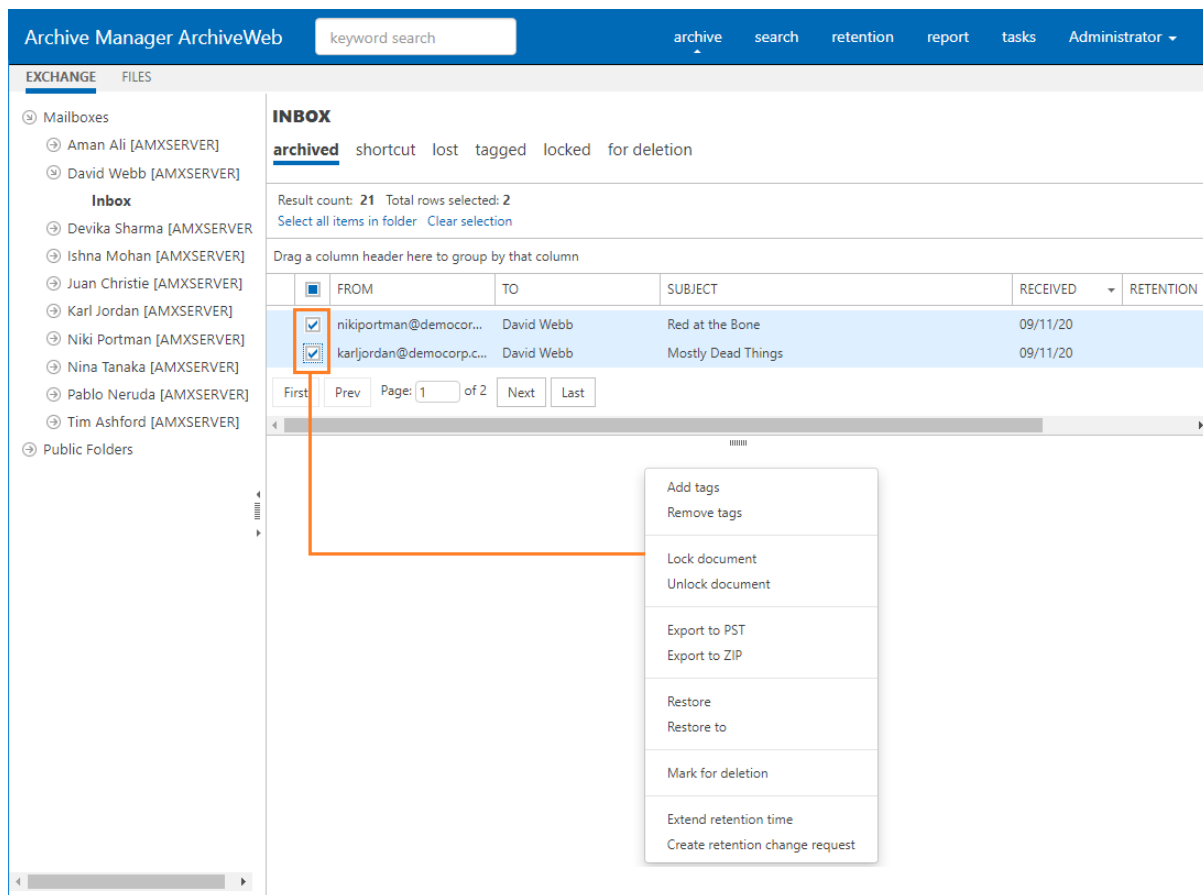 Archive Manager ArchiveWeb keyword search archive search retention report tasks Administrator
EXCHANGE FILES
Mailboxes
Aman Ali [AMXSERVER]
David Webb [AMXSERVER]
Inbox
Devika Sharma [AMXSERVER
Ishna Mohan [AMXSERVER]
Juan Christie [AMXSERVER]
Karl Jordan [AMXSERVER]
Niki Portman [AMXSERVER]
Nina Tanaka [AMXSERVER]
Pablo Neruda [AMXSERVER]
Tim Ashford [AMXSERVER]
Public Folders
INBOX
archived shortcut lost tagged locked for deletion
Result count: 21 Total rows selected: 2
Select all items in folder Clear selection
Drag a column header here to group by that column
FROM TO SUBJECT RECEIVED RETENTION
nikiportman@democor... David Webb Red at the Bone 09/11/20
karljordan@democorp.c... David Webb Mostly Dead Things 09/11/20
First Prev Page: 1 of 2 Next Last
Add tags
Remove tags
Lock document
Unlock document
Export to PST
Export to ZIP
Restore
Restore to
Mark for deletion
Extend retention time
Create retention change request